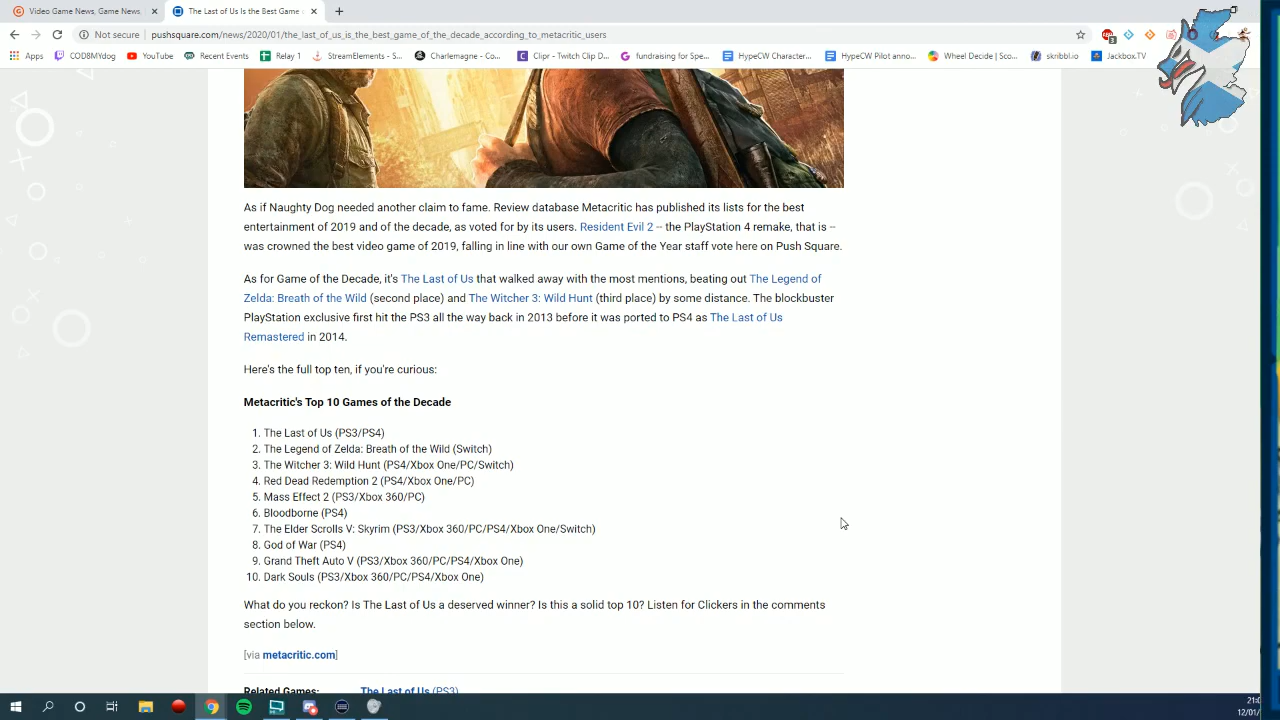 Video Game News, Game News
The Last of Us Is the Best Game
Not secure
pushsquare.com/news/2020/01/the_last_of_us_is_the_best_game_of_the_decade_according_to_metacritic_users
Apps
COD8MYdog
YouTube
Recent Events
Relay 1
StreamElements - S...
Charlemagne - Co...
Clipr - Twitch Clip D...
fundraising for Spe...
HypeCW Character...
HypeCW Pilot anno...
Wheel Decide | Sco...
skribbl.io
Jackbox.TV
As if Naughty Dog needed another claim to fame. Review database Metacritic has published its lists for the best
entertainment of 2019 and of the decade, as voted for by its users. Resident Evil 2 -- the PlayStation 4 remake, that is --
was crowned the best video game of 2019, falling in line with our own Game of the Year staff vote here on Push Square.
As for Game of the Decade, it's The Last of Us that walked away with the most mentions, beating out The Legend of
Zelda: Breath of the Wild (second place) and The Witcher 3: Wild Hunt (third place) by some distance. The blockbuster
PlayStation exclusive first hit the PS3 all the way back in 2013 before it was ported to PS4 as The Last of Us
Remastered in 2014.
Here's the full top ten, if you're curious:
Metacritic's Top 10 Games of the Decade
1. The Last of Us (PS3/PS4)
2. The Legend of Zelda: Breath of the Wild (Switch)
3. The Witcher 3: Wild Hunt (PS4/Xbox One/PC/Switch)
4. Red Dead Redemption 2 (PS4/Xbox One/PC)
5. Mass Effect 2 (PS3/Xbox 360/PC)
6. Bloodborne (PS4)
7. The Elder Scrolls V: Skyrim (PS3/Xbox 360/PC/PS4/Xbox One/Switch)
8. God of War (PS4)
9. Grand Theft Auto V (PS3/Xbox 360/PC/PS4/Xbox One)
10. Dark Souls (PS3/Xbox 360/PC/PS4/Xbox One)
What do you reckon? Is The Last of Us a deserved winner? Is this a solid top 10? Listen for Clickers in the comments
section below.
[via metacritic.com]
Related Games: The Last of Us (PS3)
21:0
12/01/